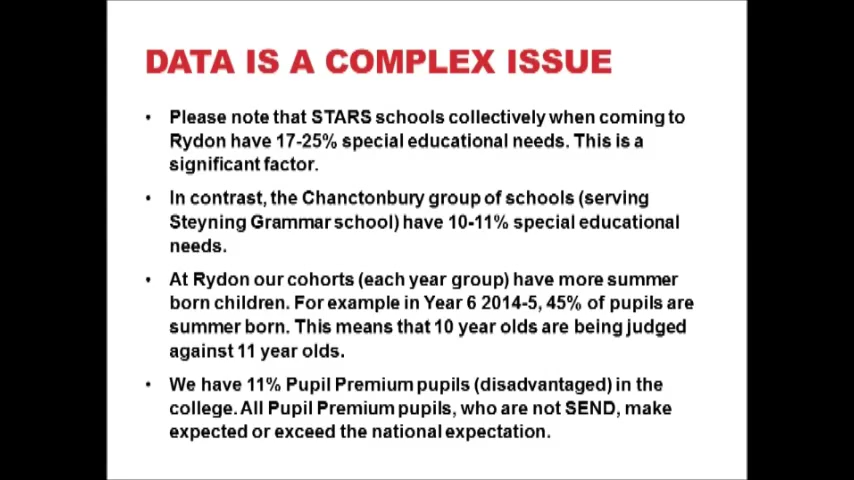 DATA IS A COMPLEX ISSUE
• Please note that STARS schools collectively when coming to
Rydon have 17-25% special educational needs. This is a
significant factor.
• In contrast, the Chanctonbury group of schools (serving
Steyning Grammar school) have 10-11% special educational
needs.
• At Rydon our cohorts (each year group) have more summer
born children. For example in Year 6 2014-5, 45% of pupils are
summer born. This means that 10 year olds are being judged
against 11 year olds.
• We have 11% Pupil Premium pupils (disadvantaged) in the
college. All Pupil Premium pupils, who are not SEND, make
expected or exceed the national expectation.